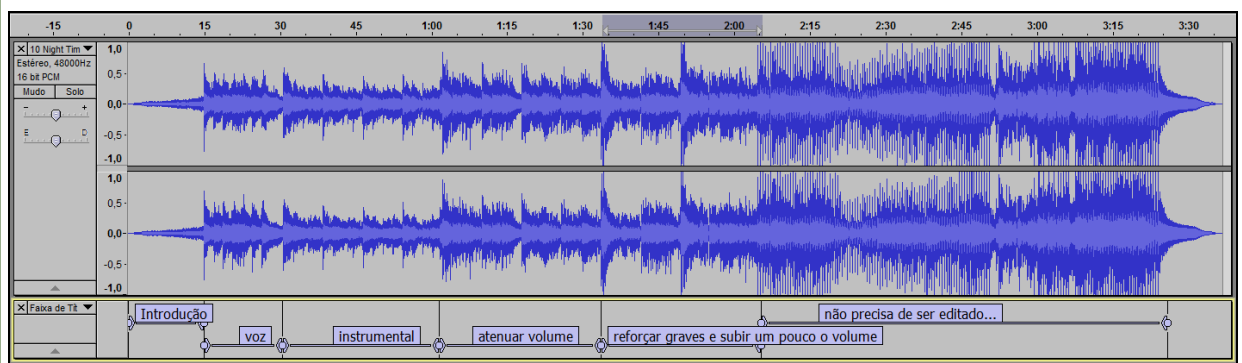 -15 0 15 30 45 1:00 1:15 1:30 1:45 2:00 2:15 2:30 2:45 3:00 3:15 3:30
X 10 Night Tim
Estéreo, 48000Hz
16 bit PCM
Mudo Solo
- +
E D
1,0
0,5
0,0
-0,5
-1,0
1,0
0,5
0,0
-0,5
-1,0
X Faixa de Tít
Introdução
não precisa de ser editado...
voz
instrumental
atenuar volume
reforçar graves e subir um pouco o volume